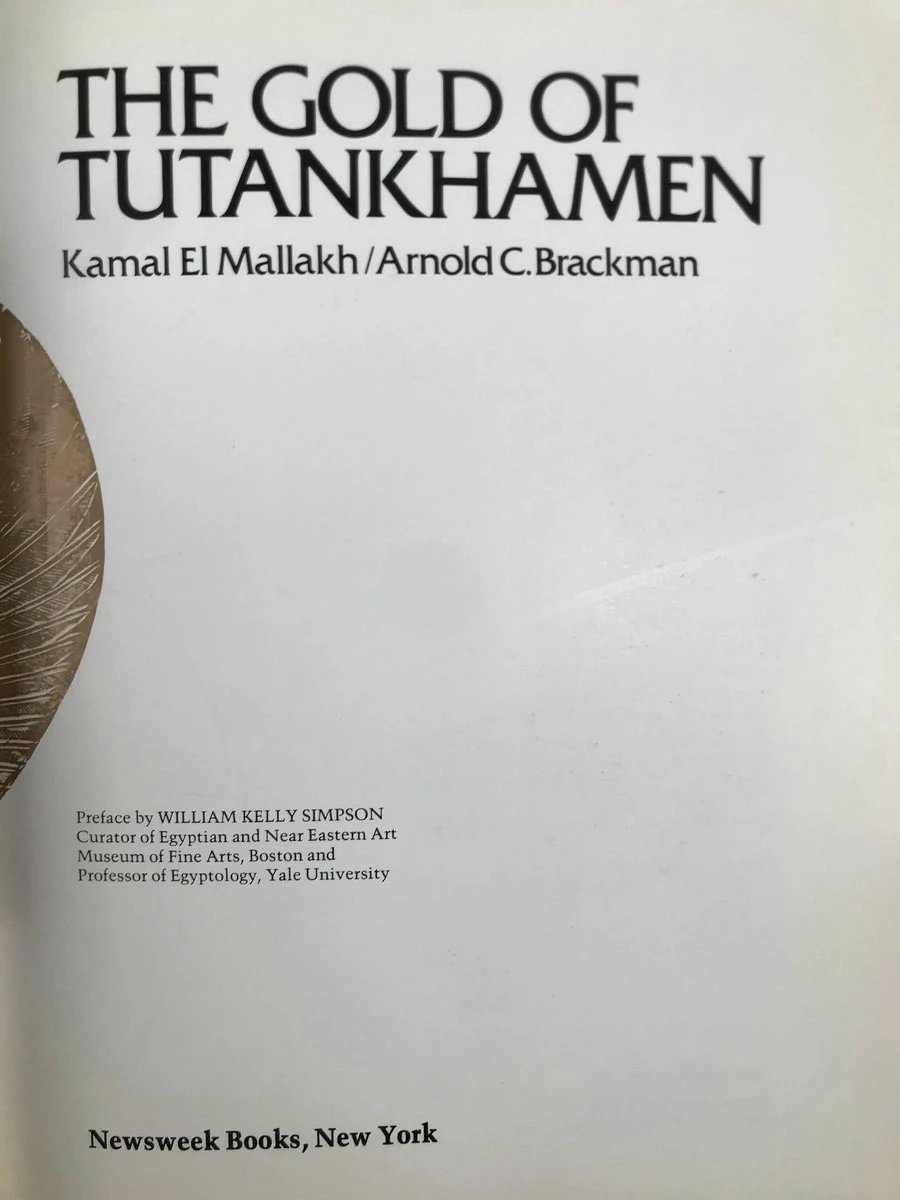 THE GOLD OF
TUTANKHAMEN
Kamal El Mallakh/Arnold C. Brackman
Preface by WILLIAM KELLY SIMPSON
Curator of Egyptian and Near Eastern Art
Museum of Fine Arts, Boston and
Professor of Egyptology, Yale University
Newsweek Books, New York